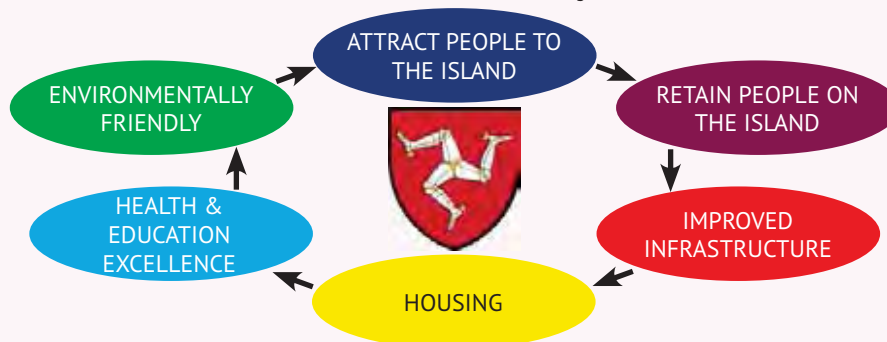 ATTRACT PEOPLE TO
THE ISLAND
RETAIN PEOPLE ON
THE ISLAND
IMPROVED
INFRASTRUCTURE
HOUSING
HEALTH &
EDUCATION
EXCELLENCE
ENVIRONMENTALLY
FRIENDLY